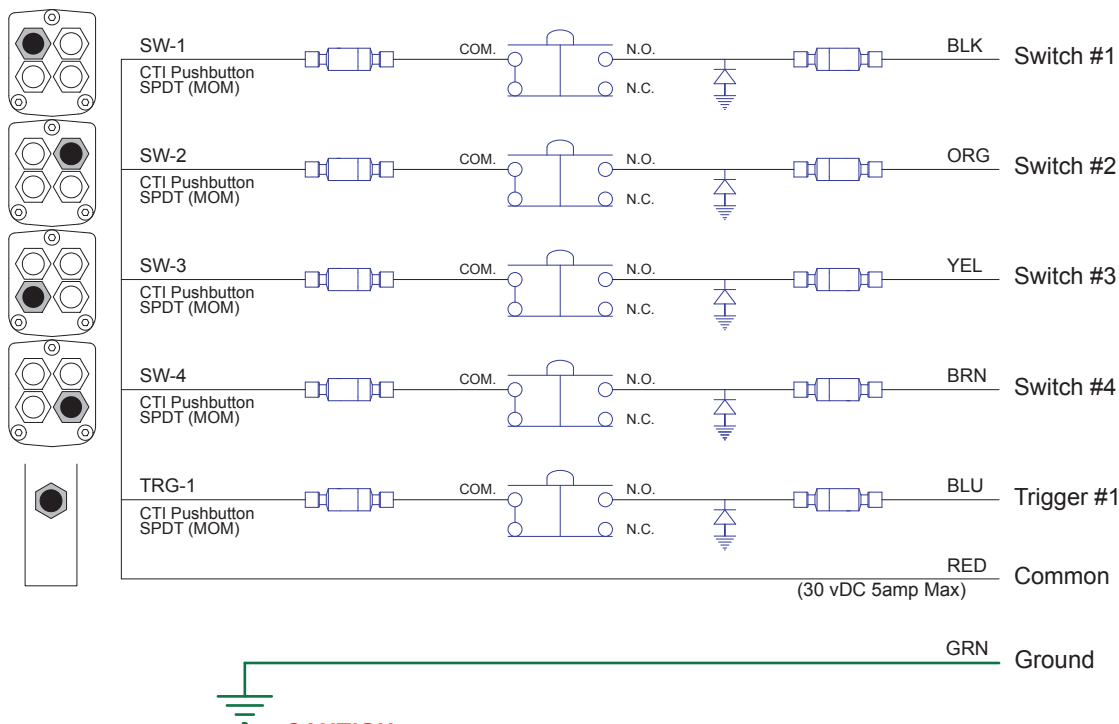 SW-1
CTI Pushbutton
SPDT (MOM)
COM.
N.O.
N.C.
BLK
Switch #1
SW-2
CTI Pushbutton
SPDT (MOM)
COM.
N.O.
N.C.
ORG
Switch #2
SW-3
CTI Pushbutton
SPDT (MOM)
COM.
N.O.
N.C.
YEL
Switch #3
SW-4
CTI Pushbutton
SPDT (MOM)
COM.
N.O.
N.C.
BRN
Switch #4
TRG-1
CTI Pushbutton
SPDT (MOM)
COM.
N.O.
N.C.
BLU
Trigger #1
RED
Common
(30 vDC 5amp Max)
GRN
Ground